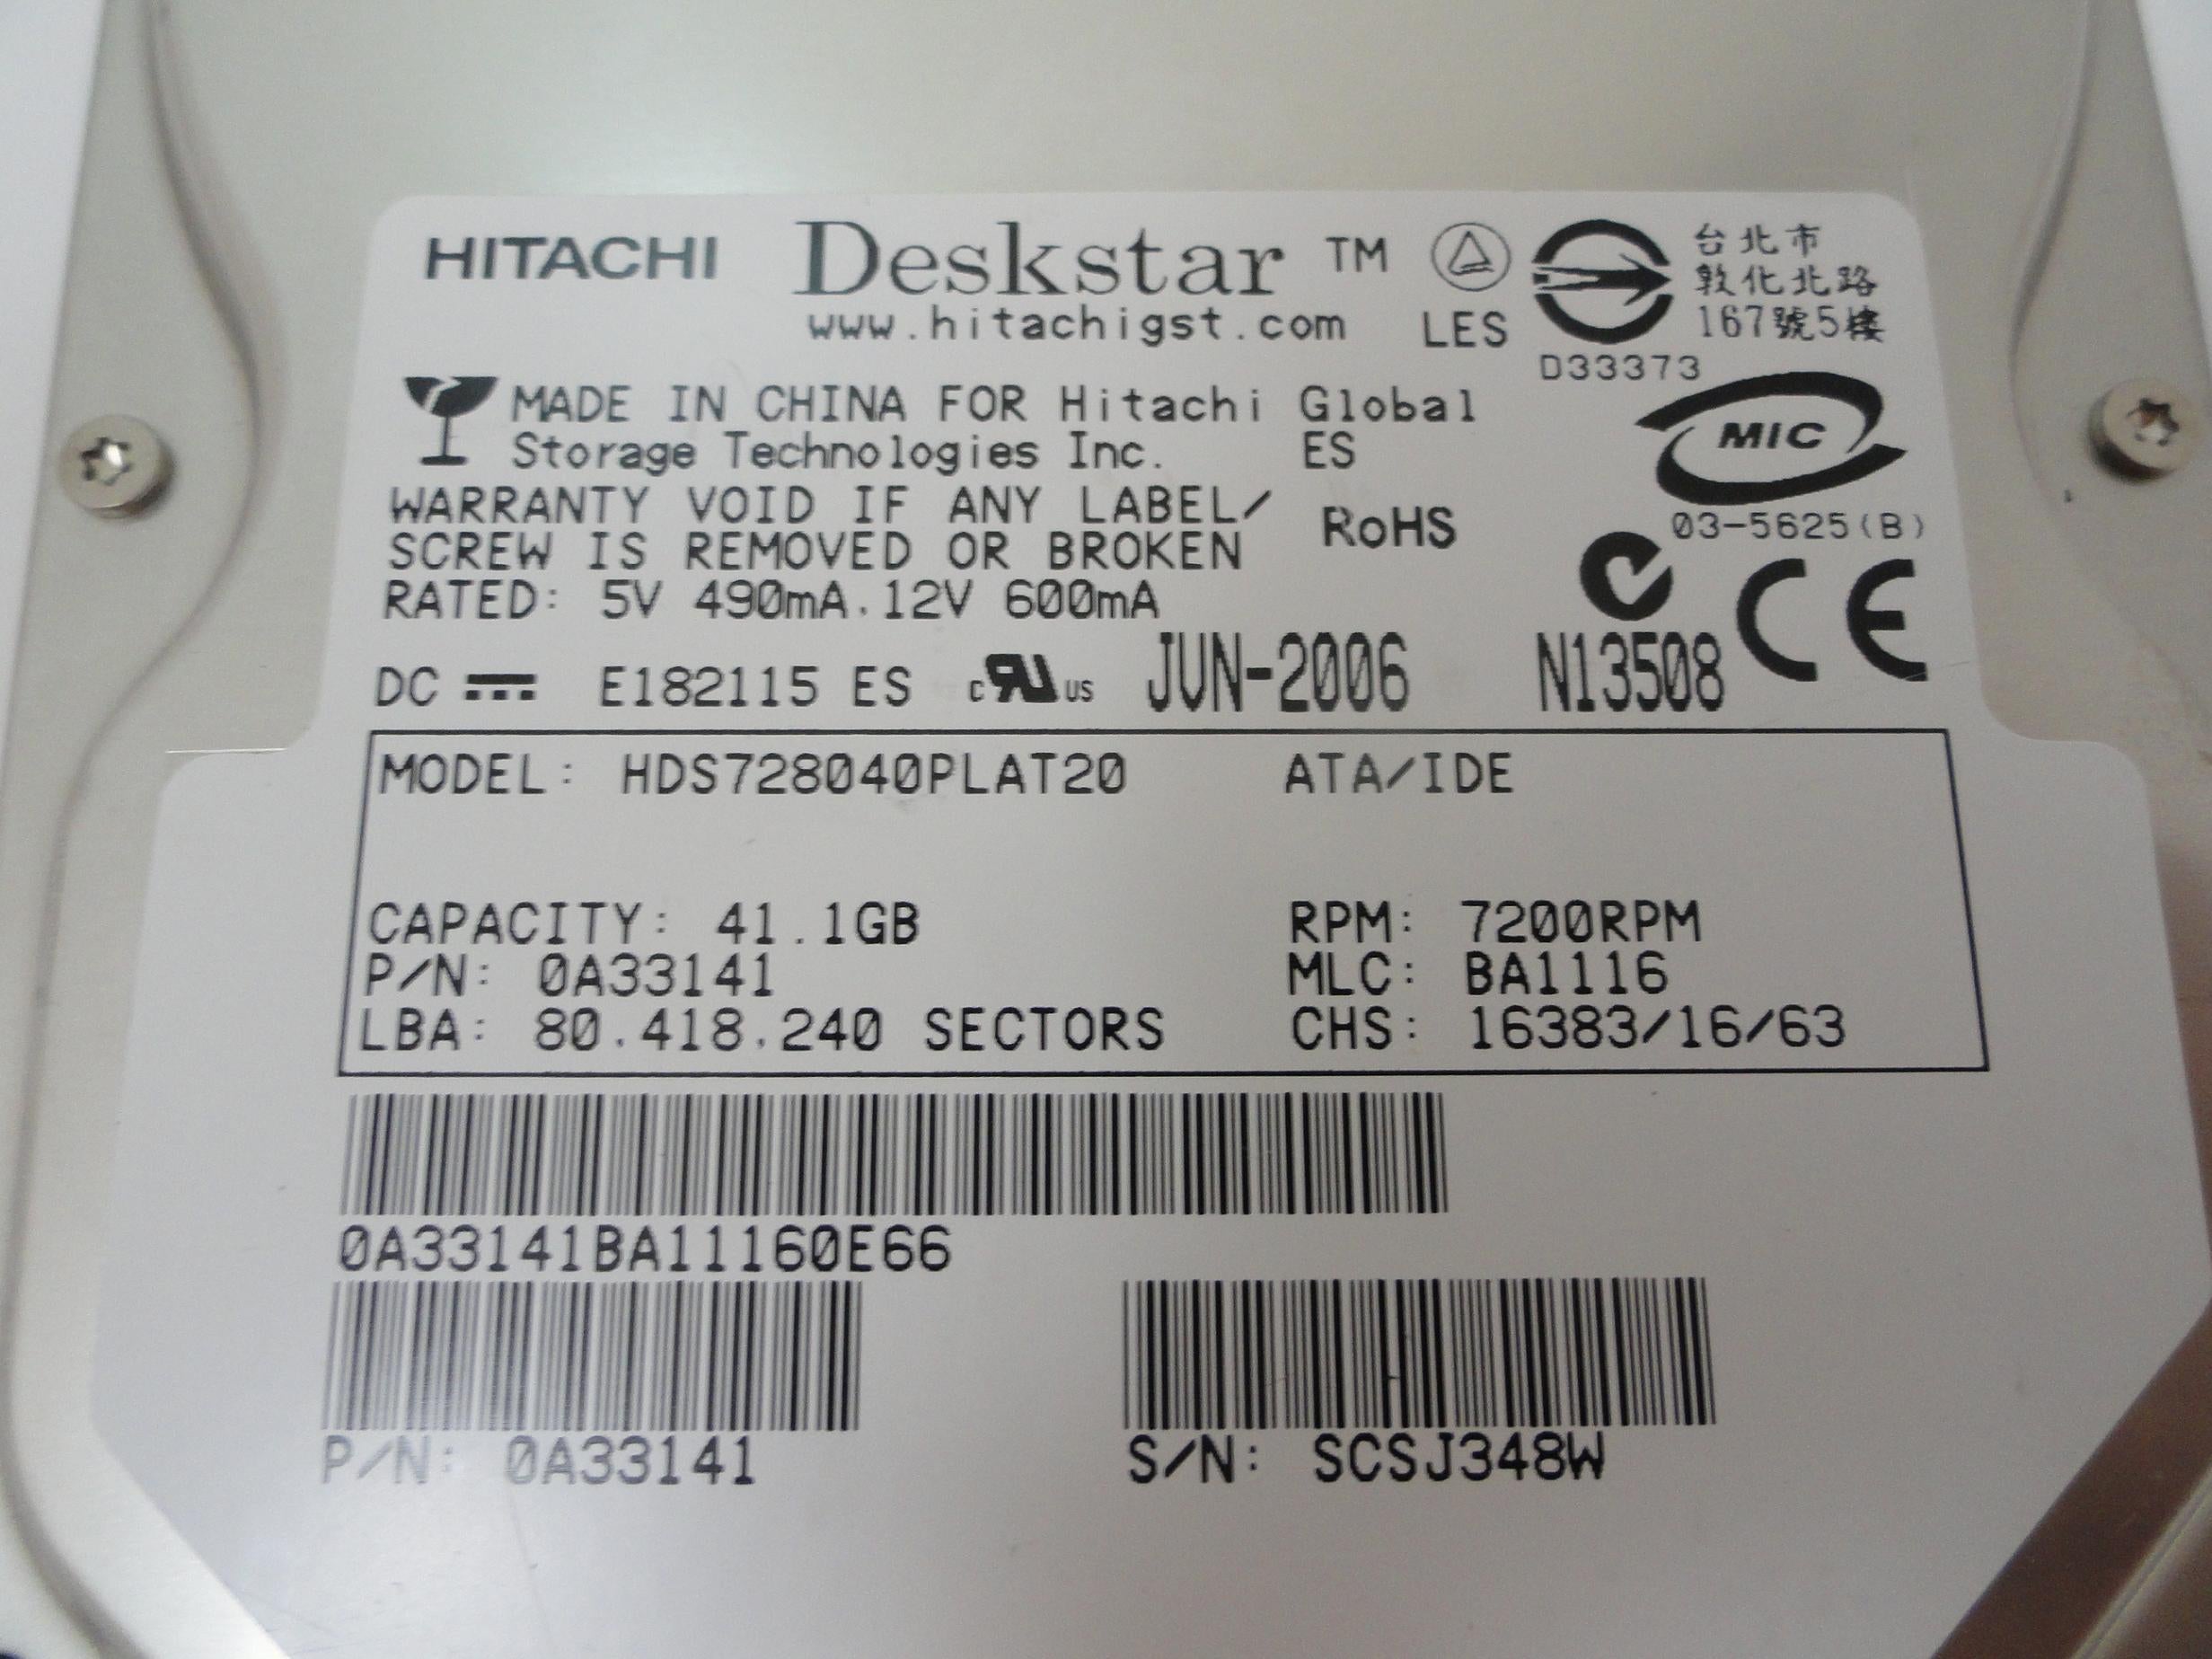 HITACHI Deskstar TM
www.hitachigst.com LES
台北市
敦化北路
167號5樓
D33373
MADE IN CHINA FOR Hitachi Global
Storage Technologies Inc. ES
MIC
WARRANTY VOID IF ANY LABEL/
SCREW IS REMOVED OR BROKEN
RoHS
03-5625(B)
RATED: 5V 490mA.12V 600mA
CE
DC E182115 ES c RU US JUN-2006 N13508
MODEL: HDS728040PLAT20 ATA/IDE
CAPACITY: 41.1GB RPM: 7200RPM
P/N: 0A33141 MLC: BA1116
LBA: 80.418.240 SECTORS CHS: 16383/16/63
0A33141BA11160E66
P/N: 0A33141 S/N: SCSJ348W